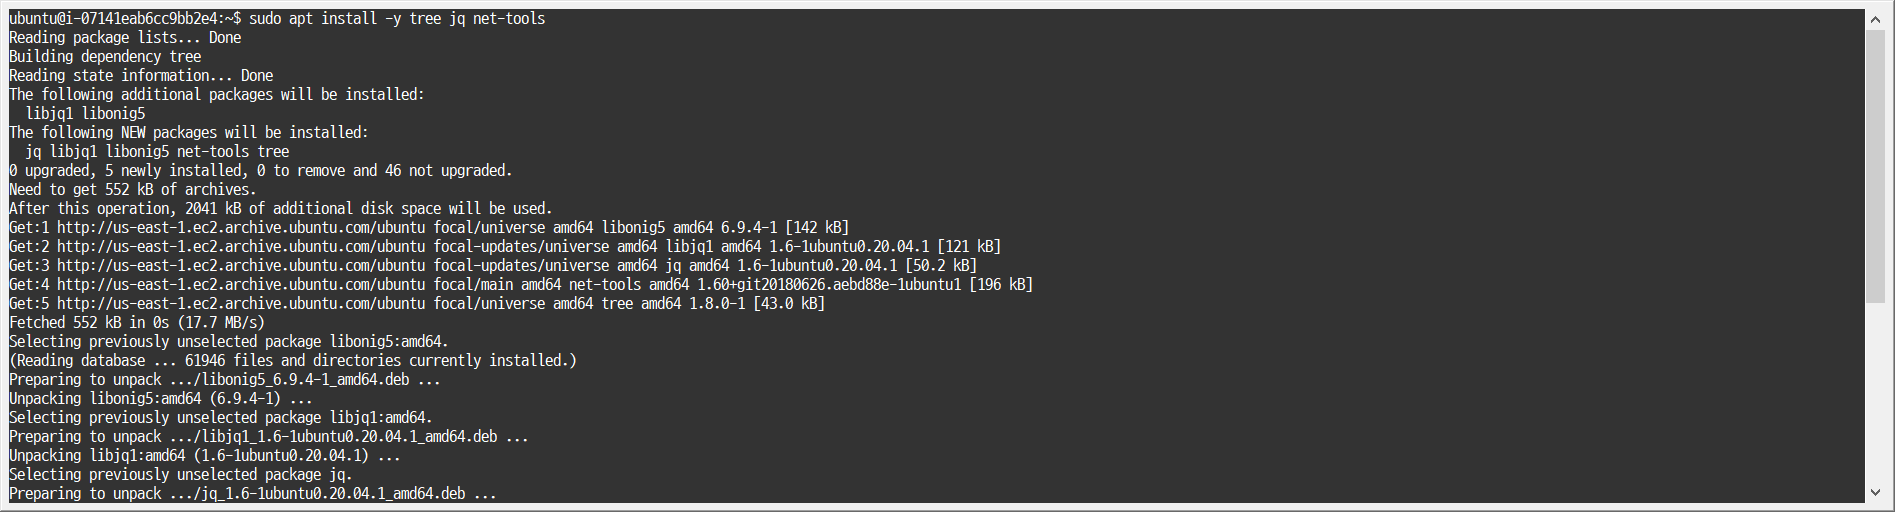 ubuntu@i-07141eab6cc9bb2e4:~$ sudo apt install -y tree jq net-tools
Reading package lists... Done
Building dependency tree
Reading state information... Done
The following additional packages will be installed:
  libjq1 libonig5
The following NEW packages will be installed:
  jq libjq1 libonig5 net-tools tree
0 upgraded, 5 newly installed, 0 to remove and 46 not upgraded.
Need to get 552 kB of archives.
After this operation, 2041 kB of additional disk space will be used.
Get:1 http://us-east-1.ec2.archive.ubuntu.com/ubuntu focal/universe amd64 libonig5 amd64 6.9.4-1 [142 kB]
Get:2 http://us-east-1.ec2.archive.ubuntu.com/ubuntu focal-updates/universe amd64 libjq1 amd64 1.6-1ubuntu0.20.04.1 [121 kB]
Get:3 http://us-east-1.ec2.archive.ubuntu.com/ubuntu focal-updates/universe amd64 jq amd64 1.6-1ubuntu0.20.04.1 [50.2 kB]
Get:4 http://us-east-1.ec2.archive.ubuntu.com/ubuntu focal/main amd64 net-tools amd64 1.60+git20180626.aebd88e-1ubuntu1 [196 kB]
Get:5 http://us-east-1.ec2.archive.ubuntu.com/ubuntu focal/universe amd64 tree amd64 1.8.0-1 [43.0 kB]
Fetched 552 kB in 0s (17.7 MB/s)
Selecting previously unselected package libonig5:amd64.
(Reading database ... 61946 files and directories currently installed.)
Preparing to unpack .../libonig5_6.9.4-1_amd64.deb ...
Unpacking libonig5:amd64 (6.9.4-1) ...
Selecting previously unselected package libjq1:amd64.
Preparing to unpack .../libjq1_1.6-1ubuntu0.20.04.1_amd64.deb ...
Unpacking libjq1:amd64 (1.6-1ubuntu0.20.04.1) ...
Selecting previously unselected package jq.
Preparing to unpack .../jq_1.6-1ubuntu0.20.04.1_amd64.deb ...